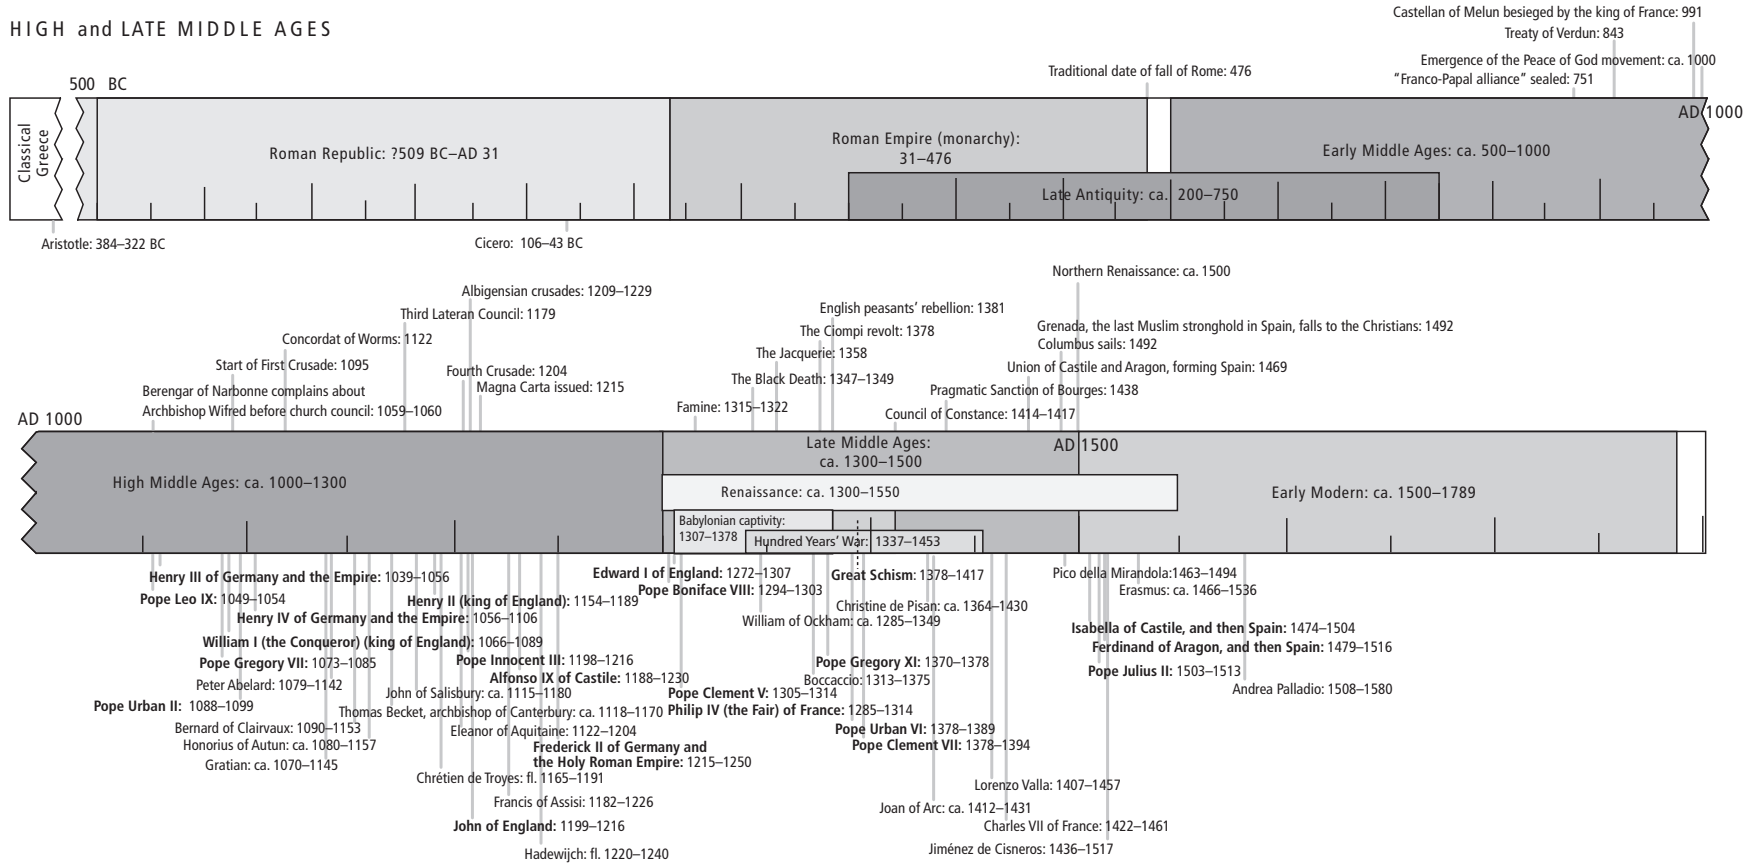 HIGH and LATE MIDDLE AGES
Castellan of Melun besieged by the king of France: 991
Treaty of Verdun: 843
Emergence of the Peace of God movement: ca. 1000
Traditional date of fall of Rome: 476
“Franco-Papal alliance” sealed: 751
500 BC
AD 1000
Classical
Greece
Roman Republic: ?509 BC–AD 31
Roman Empire (monarchy):
31–476
Early Middle Ages: ca. 500–1000
Late Antiquity: ca. 200–750
Aristotle: 384–322 BC
Cicero: 106–43 BC
Northern Renaissance: ca. 1500
Albigensian crusades: 1209–1229
English peasants’ rebellion: 1381
Third Lateran Council: 1179
Grenada, the last Muslim stronghold in Spain, falls to the Christians: 1492
The Ciompi revolt: 1378
Concordat of Worms: 1122
Columbus sails: 1492
The Jacquerie: 1358
Start of First Crusade: 1095
Union of Castile and Aragon, forming Spain: 1469
Fourth Crusade: 1204
The Black Death: 1347–1349
Magna Carta issued: 1215
Berengar of Narbonne complains about
Archbishop Wifred before church council: 1059–1060
Pragmatic Sanction of Bourges: 1438
Famine: 1315–1322
Council of Constance: 1414–1417
AD 1000
Late Middle Ages:
ca. 1300–1500
AD 1500
High Middle Ages: ca. 1000–1300
Renaissance: ca. 1300–1550
Early Modern: ca. 1500–1789
Babylonian captivity:
1307–1378
Hundred Years’ War: 1337–1453
Henry III of Germany and the Empire: 1039–1056
Edward I of England: 1272–1307
Great Schism: 1378–1417
Pico della Mirandola:1463–1494
Pope Boniface VIII: 1294–1303
Erasmus: ca. 1466–1536
Pope Leo IX: 1049–1054
Henry II (king of England): 1154–1189
Christine de Pisan: ca. 1364–1430
Henry IV of Germany and the Empire: 1056–1106
William of Ockham: ca. 1285–1349
Isabella of Castile, and then Spain: 1474–1504
William I (the Conqueror) (king of England): 1066–1089
Ferdinand of Aragon, and then Spain: 1479–1516
Pope Gregory VII: 1073–1085
Pope Innocent III: 1198–1216
Pope Gregory XI: 1370–1378
Pope Julius II: 1503–1513
Alfonso IX of Castile: 1188–1230
Boccaccio: 1313–1375
Peter Abelard: 1079–1142
John of Salisbury: ca. 1115–1180
Pope Clement V: 1305–1314
Andrea Palladio: 1508–1580
Pope Urban II: 1088–1099
Thomas Becket, archbishop of Canterbury: ca. 1118–1170
Philip IV (the Fair) of France: 1285–1314
Bernard of Clairvaux: 1090–1153
Eleanor of Aquitaine: 1122–1204
Pope Urban VI: 1378–1389
Honorius of Autun: ca. 1080–1157
Frederick II of Germany and
the Holy Roman Empire: 1215–1250
Pope Clement VII: 1378–1394
Gratian: ca. 1070–1145
Chrétien de Troyes: fl. 1165–1191
Lorenzo Valla: 1407–1457
Francis of Assisi: 1182–1226
Joan of Arc: ca. 1412–1431
John of England: 1199–1216
Charles VII of France: 1422–1461
Hadewijch: fl. 1220–1240
Jiménez de Cisneros: 1436–1517